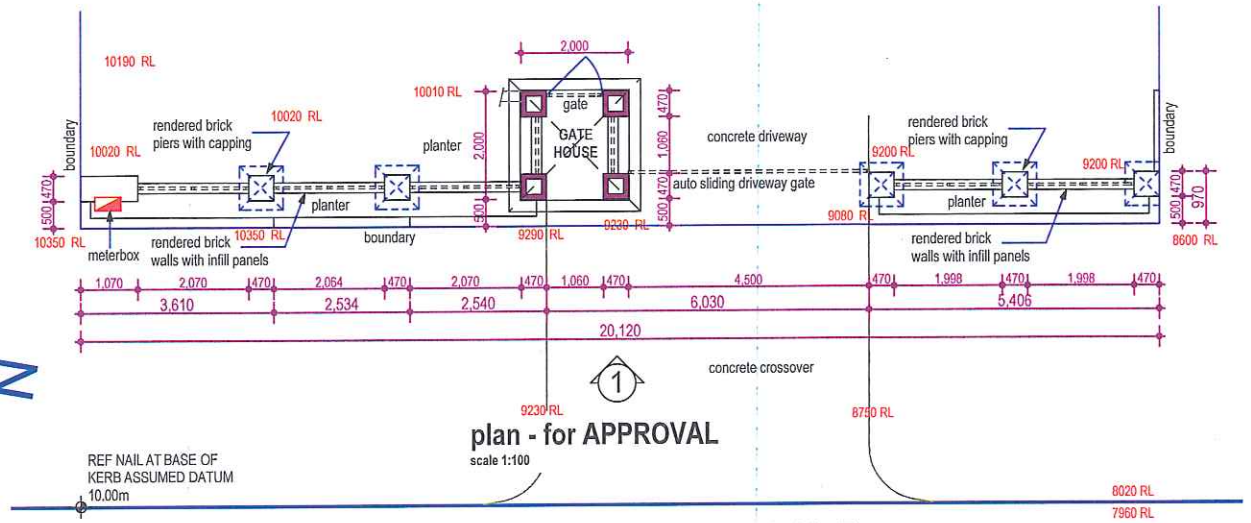 2,000
10190 RL
10010 RL
gate
470
rendered brick
piers with capping
10020 RL
boundary
10020 RL
planter
2,000
GATE
HOUSE
1,060
concrete driveway
rendered brick
piers with capping
9200 RL
9200 RL
boundary
470
auto sliding driveway gate
470
470
970
500
planter
500
500
9080 RL
planter
500
10350 RL
meterbox
rendered brick
walls with infill panels
10350 RL
boundary
9290 RL
9230 RL
rendered brick
walls with infill panels
8600 RL
1,070
2,070
470
2,064
470
2,070
470
1,060
470
4,500
470
1,998
470
1,998
470
3,610
2,534
2,540
6,030
5,406
20,120
N
1
concrete crossover
9230 RL
8750 RL
plan - for APPROVAL
scale 1:100
REF NAIL AT BASE OF
KERB ASSUMED DATUM
10.00m
8020 RL
7960 RL